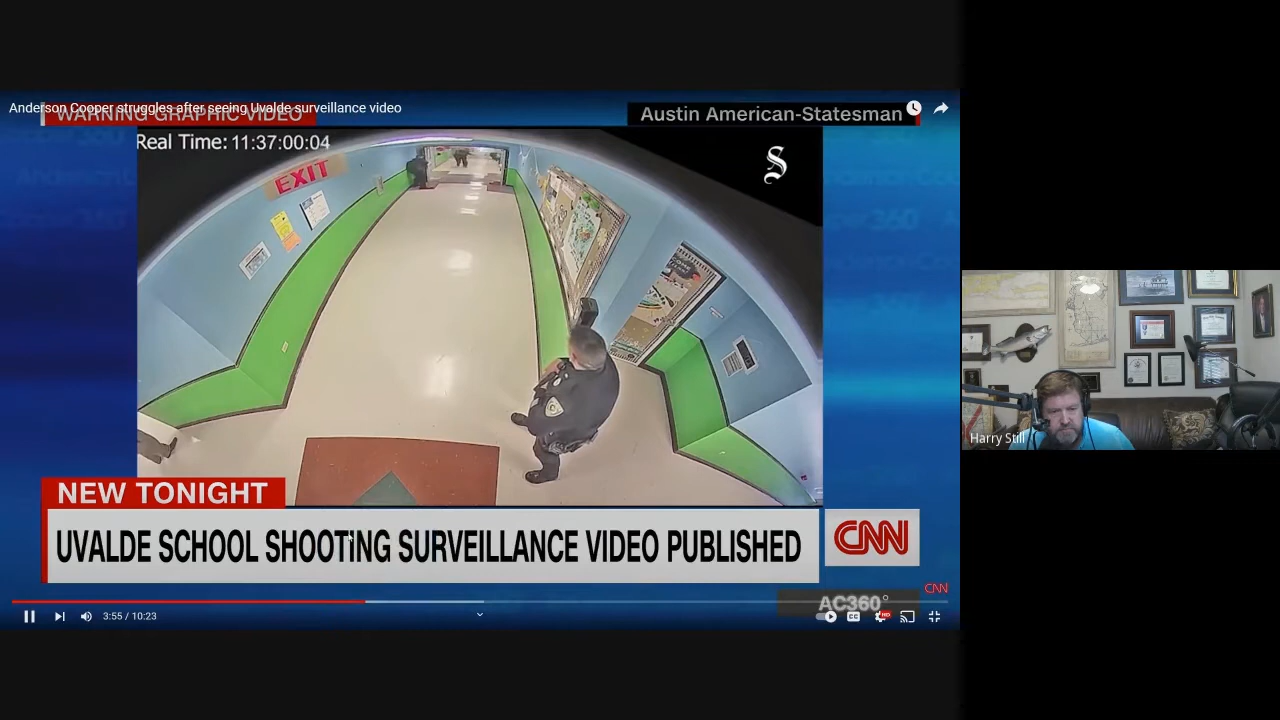 Anderson Cooper struggles after seeing Uvalde surveillance video
WARNING GRAPHIC VIDEO
Austin American-Statesman
Real Time: 11:37:00:04
S
EXIT
Harry Still
NEW TONIGHT
UVALDE SCHOOL SHOOTING SURVEILLANCE VIDEO PUBLISHED
CNN
CNN
AC360°
3:55 / 10:23
CC
HD